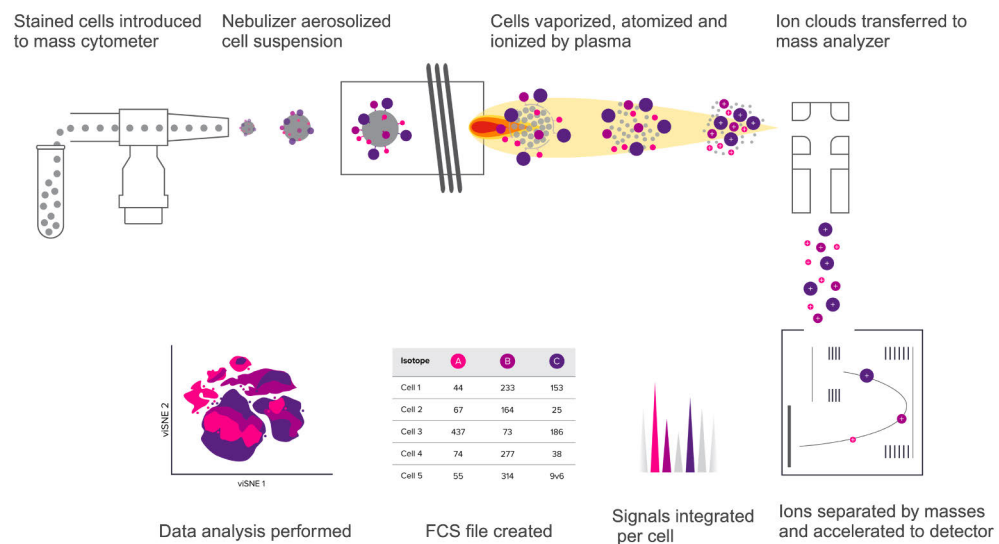 Stained cells introduced
to mass cytometer
Nebulizer aerosolized
cell suspension
Cells vaporized, atomized and
ionized by plasma
Ion clouds transferred to
mass analyzer
viSNE 2
viSNE 1
Data analysis performed
Isotope A B C
Cell 1 44 233 153
Cell 2 67 164 25
Cell 3 437 73 186
Cell 4 74 277 38
Cell 5 55 314 9v6
FCS file created
Signals integrated
per cell
Ions separated by masses
and accelerated to detector